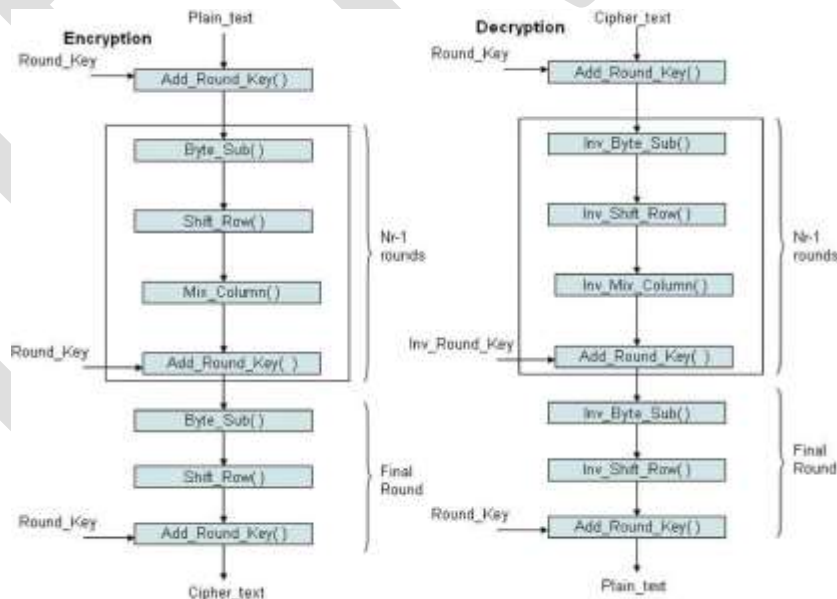 Encryption
Plain_text
Round_Key
Add_Round_Key( )
Byte_Sub( )
Shift_Row( )
Mix_Column( )
Nr-1
rounds
Round_Key
Add_Round_Key( )
Byte_Sub( )
Shift_Row( )
Final
Round
Round_Key
Add_Round_Key( )
Cipher_text
Decryption
Cipher_text
Round_Key
Add_Round_Key( )
Inv_Byte_Sub( )
Inv_Shift_Row( )
Inv_Mix_Column( )
Nr-1
rounds
Inv_Round_Key
Add_Round_Key( )
Inv_Byte_Sub( )
Inv_Shift_Row( )
Final
Round
Round_Key
Add_Round_Key( )
Plain_text